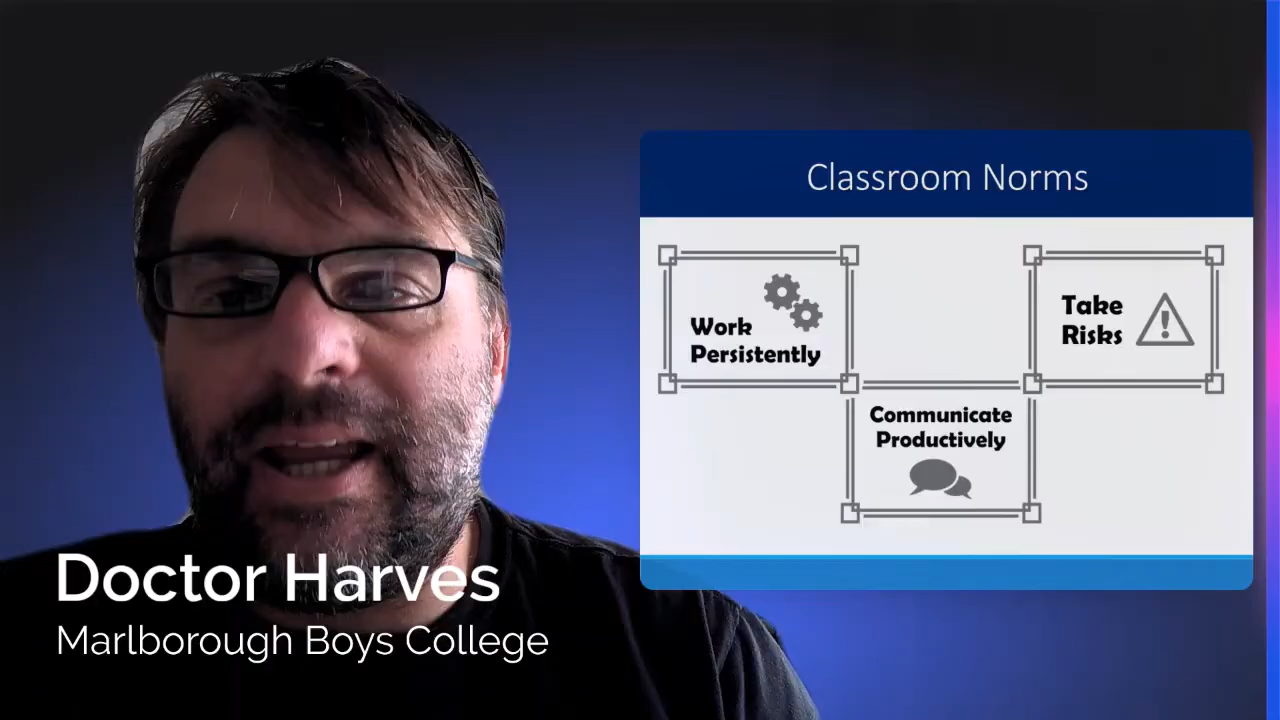 Classroom Norms
Work
Persistently
Take
Risks
Communicate
Productively
Doctor Harves
Marlborough Boys College